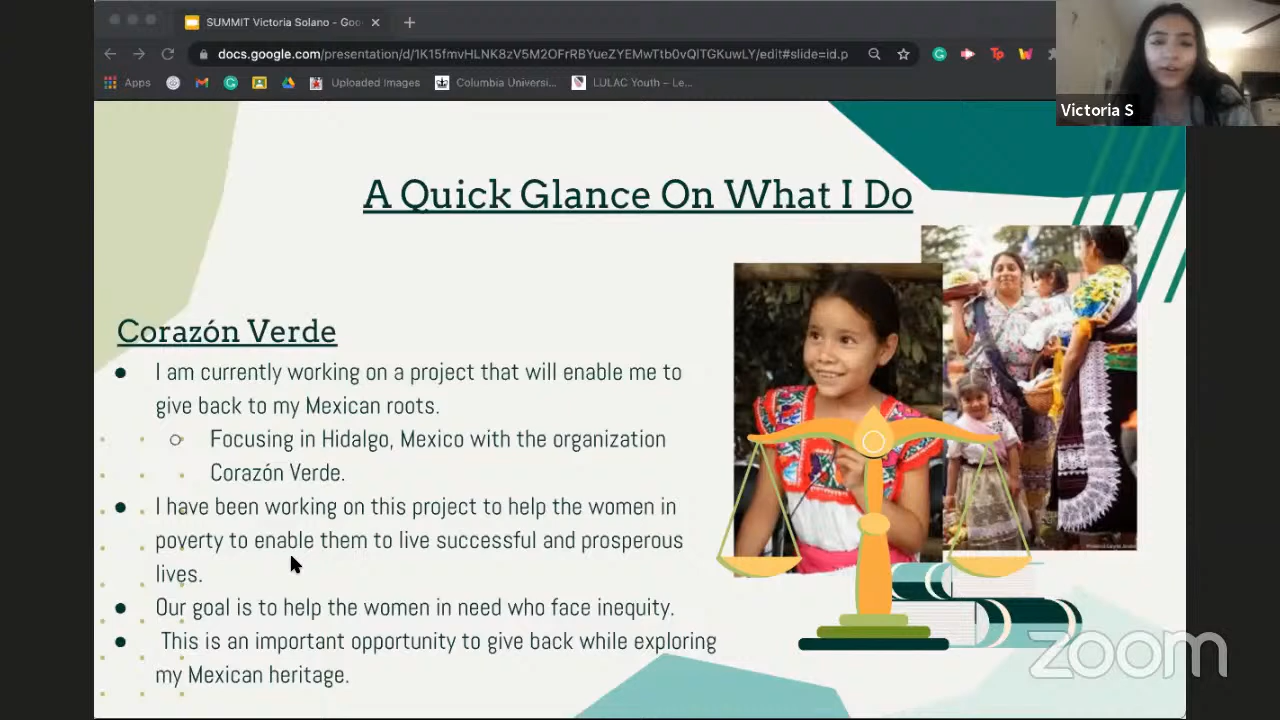 SUMMIT Victoria Solano - Goo
docs.google.com/presentation/d/1K15fmvHLNK8zV5M2OFrRBYueZYEMwTtb0vQlTGKuwLY/edit#slide=id.p
Apps
Uploaded Images
Columbia Universi...
LULAC Youth – Le...
Victoria S
A Quick Glance On What I Do
Corazón Verde
● I am currently working on a project that will enable me to
give back to my Mexican roots.
○ Focusing in Hidalgo, Mexico with the organization
Corazón Verde.
● I have been working on this project to help the women in
poverty to enable them to live successful and prosperous
lives.
● Our goal is to help the women in need who face inequity.
● This is an important opportunity to give back while exploring
my Mexican heritage.
zoom